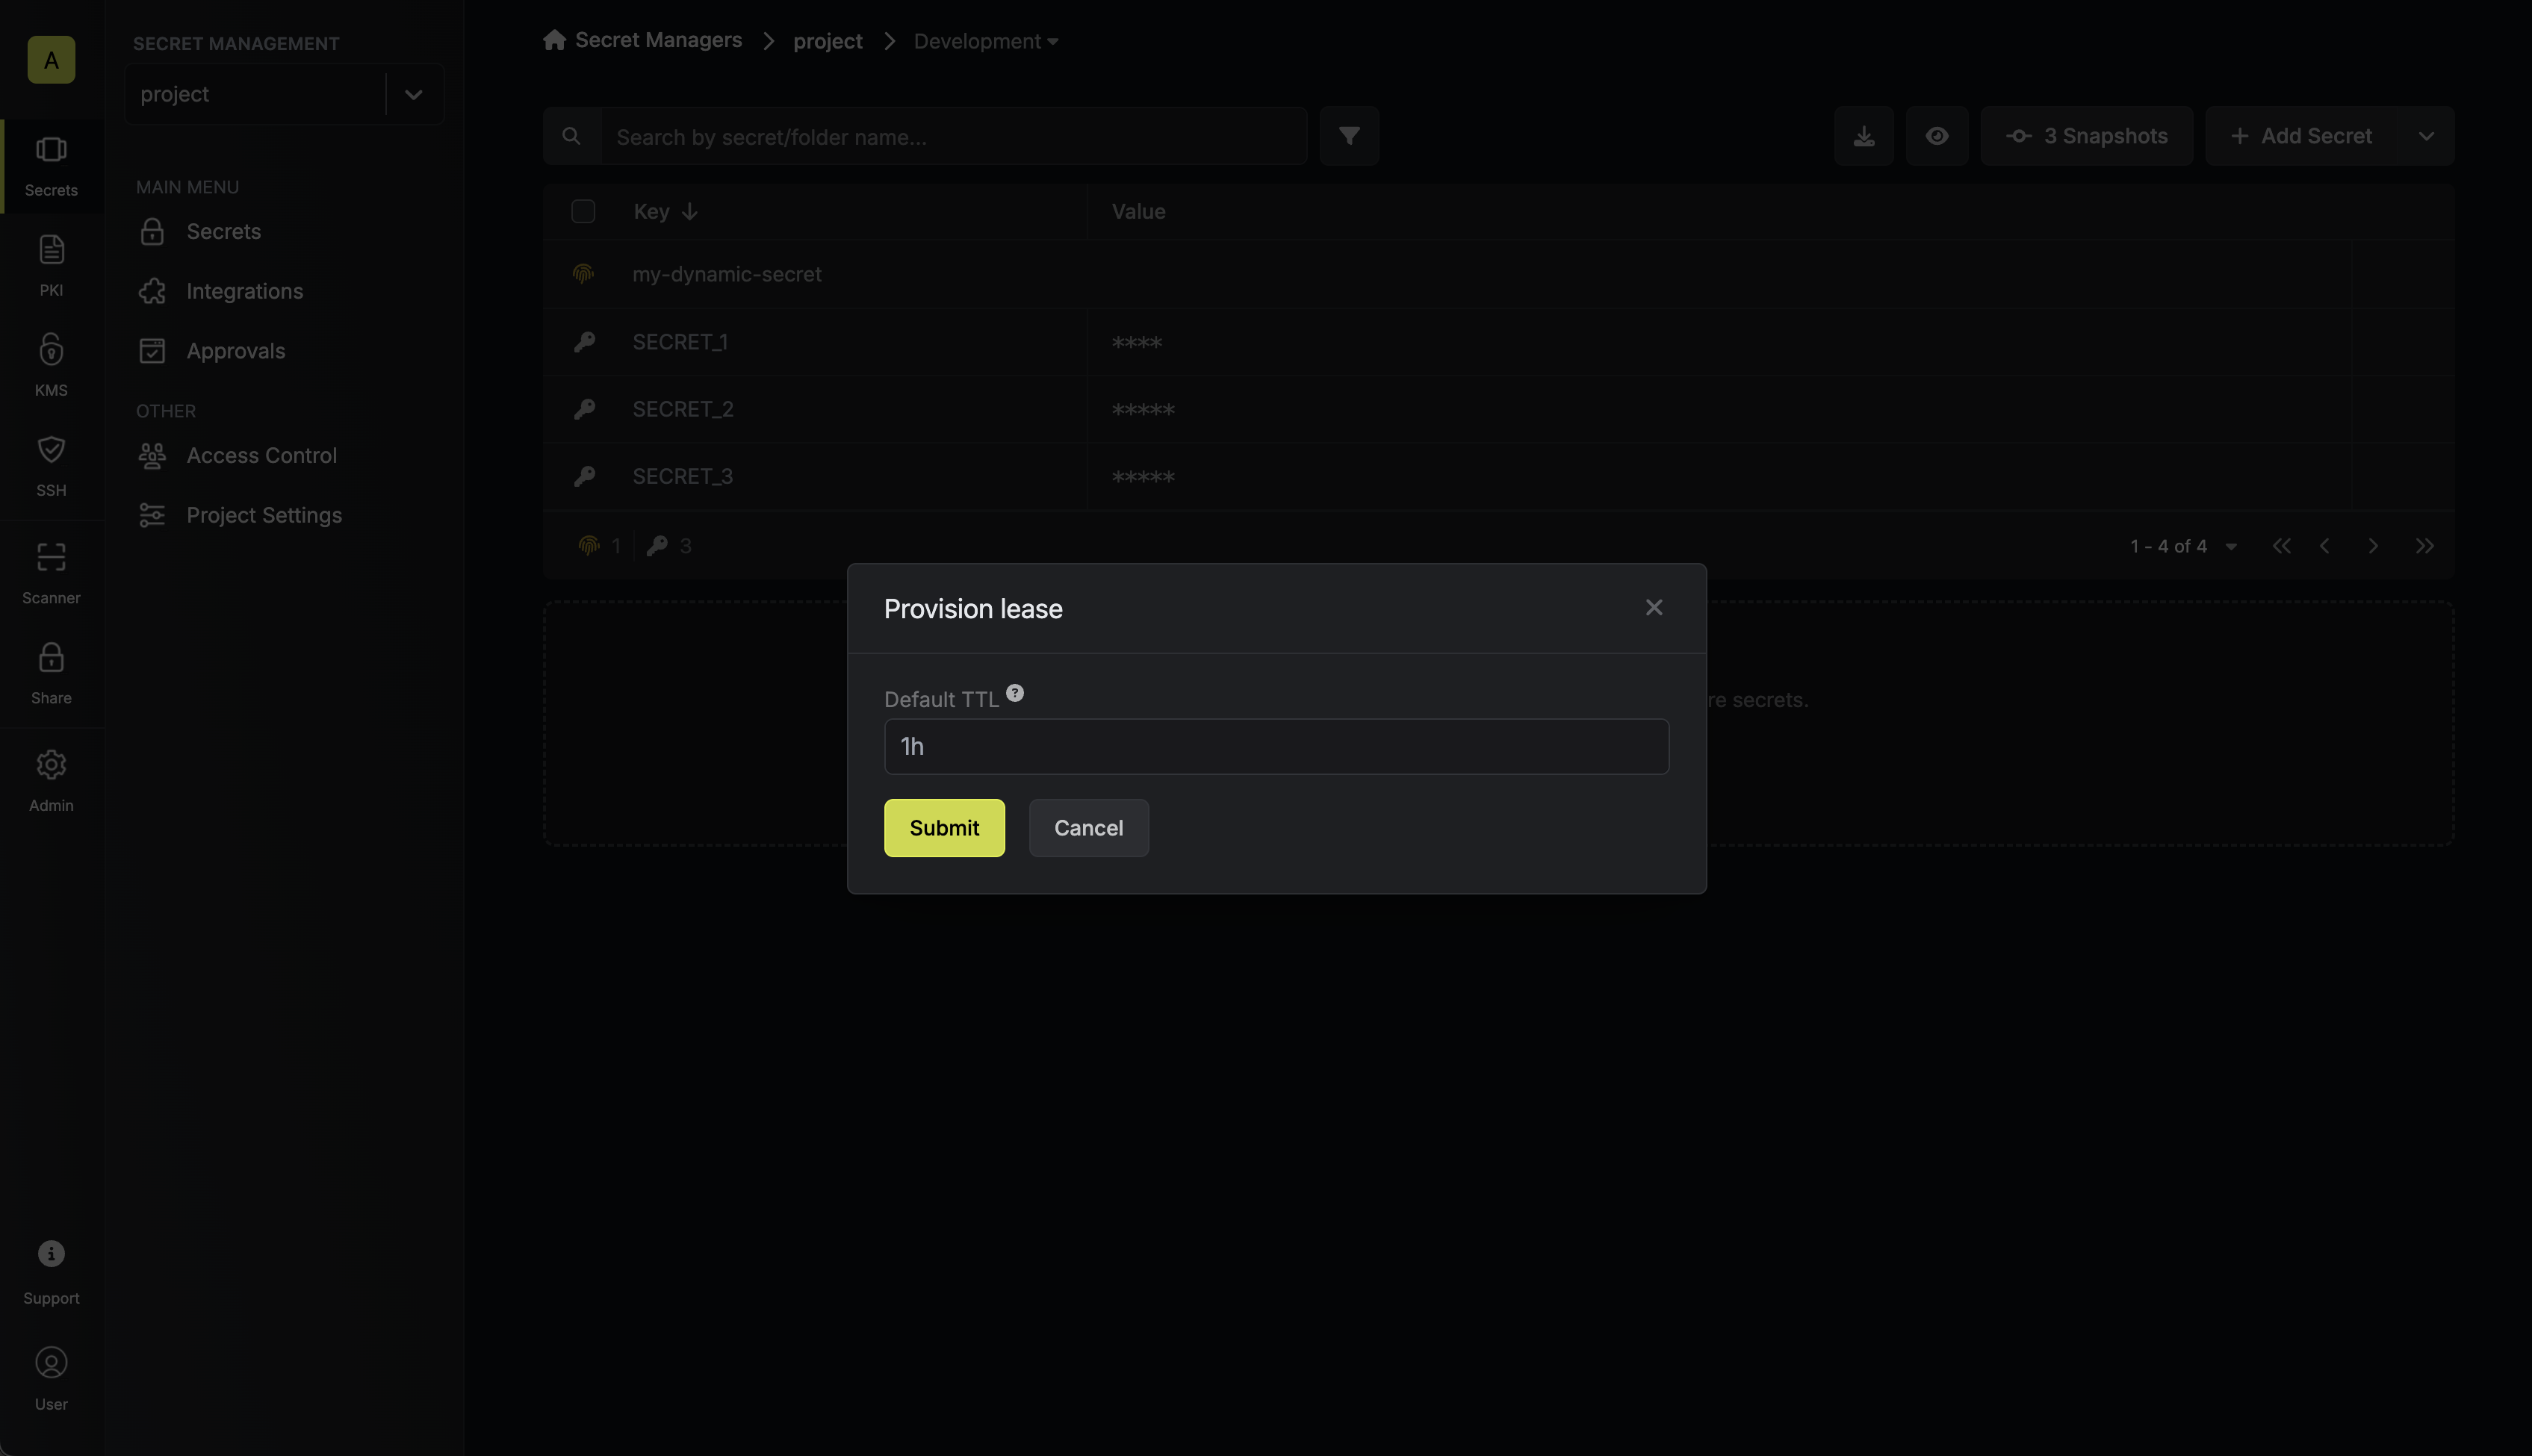 A
Secrets
PKI
KMS
SSH
Scanner
Share
Admin
Support
User
SECRET MANAGEMENT
project
MAIN MENU
Secrets
Integrations
Approvals
OTHER
Access Control
Project Settings
Secret Managers
project
Development
Search by secret/folder name...
3 Snapshots
Add Secret
Key
Value
my-dynamic-secret
SECRET_1
****
SECRET_2
*****
SECRET_3
*****
1
3
1 - 4 of 4
re secrets.
Provision lease
Default TTL
1h
Submit
Cancel